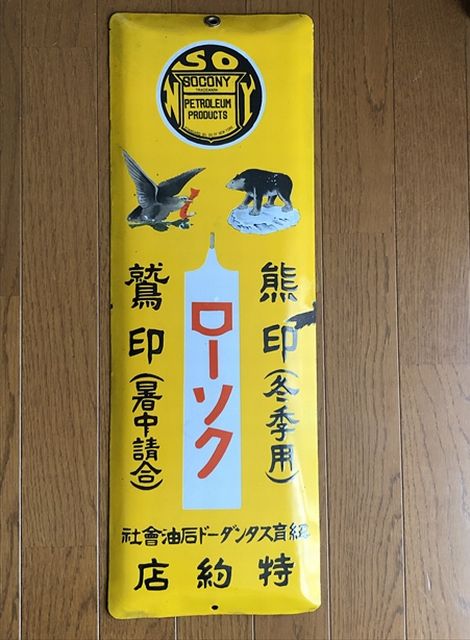 SO
N Y
SOCONY
TRADEMARK
PETROLEUM
PRODUCTS
熊印(冬季用)
ローソク
鷲印(暑中請合)
紐育スタンダード石油會社
特約店